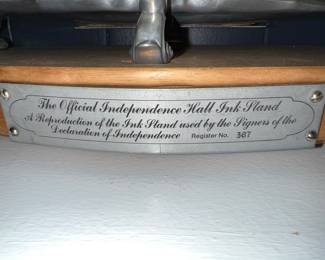 The Official Independence Hall Ink Stand
A Reproduction of the Ink Stand used by the Signers of the
Declaration of Independence Register No. 367